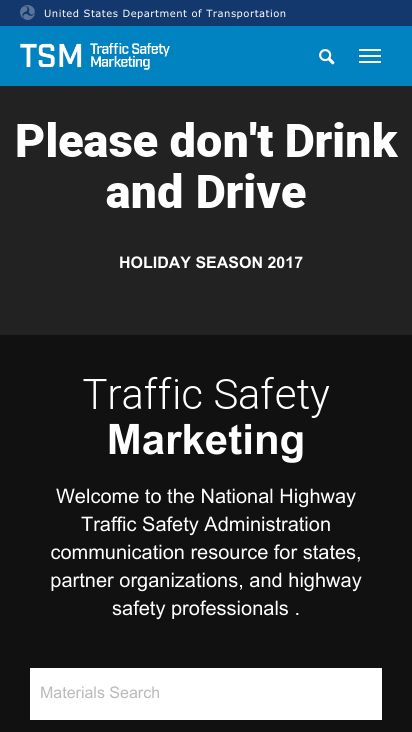 United States Department of Transportation
TSM Traffic Safety
Marketing
Please don't Drink
and Drive
HOLIDAY SEASON 2017
Traffic Safety
Marketing
Welcome to the National Highway
Traffic Safety Administration
communication resource for states,
partner organizations, and highway
safety professionals .
Materials Search